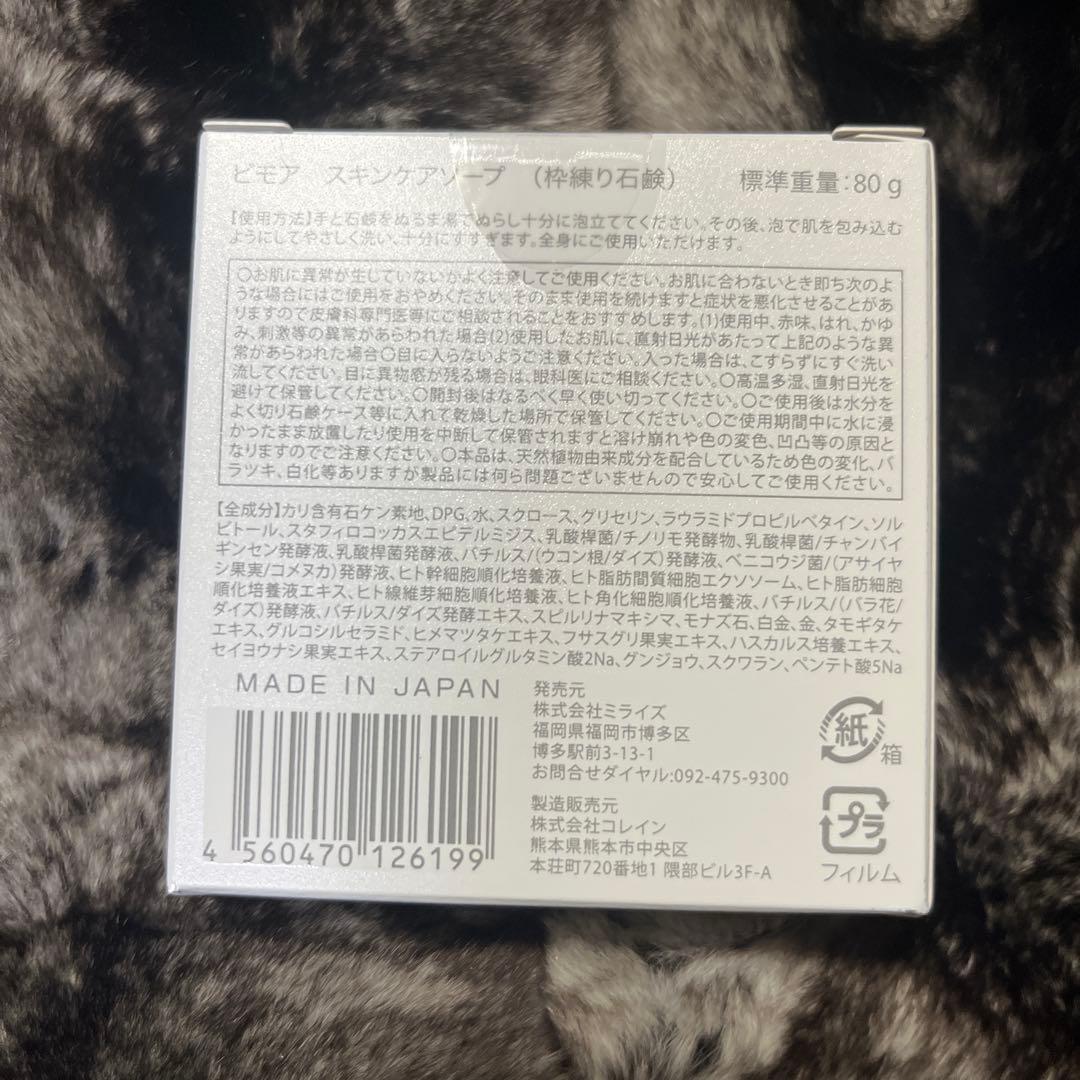 ビモア　スキンケアソープ　（枠練り石鹸）　標準重量:80g
【使用方法】手と石鹸をぬるま湯でぬらし十分に泡立ててください。その後、泡で肌を包み込む
ようにしてやさしく洗い、十分にすすぎます。全身にご使用いただけます。
〇お肌に異常が生していないかよく注意してご使用ください。お肌に合わないとき即ち次のよ
うな場合にはご使用をおやめください。そのまま使用を続けますと症状を悪化させることがあ
りますので皮膚科専門医等にご相談されることをおすすめします。(1)使用中、赤味、はれ、かゆ
み、刺激等の異常があらわれた場合(2)使用したお肌に、直射日光があたって上記のような異
常があらわれた場合〇目に入らないようご注意ください。入った場合は、こすらずにすぐ洗い
流してください。目に異物感が残る場合は、眼科医にご相談ください。〇高温多湿、直射日光を
避けて保管してください。〇開封後はなるべく早く使い切ってください。〇ご使用後は水分を
よく切り石鹸ケース等に入れて乾燥した場所で保管してください。〇ご使用期間中に水に浸
かったまま放置したり使用を中断して保管されますと溶け崩れや色の変色、凹凸等の原因と
なりますのでご注意ください。〇本品は、天然植物由来成分を配合しているため色の変化、バ
ラツキ、白化等ありますが製品には何ら問題ございませんので安心してご使用ください。
【全成分】カリ含有石ケン素地、DPG、水、スクロース、グリセリン、ラウラミドプロピルベタイン、ソル
ビトール、スタフィロコッカスエピデルミジス、乳酸桿菌/チノリモ発酵物、乳酸桿菌/チャンバイ
ギンセン発酵液、乳酸桿菌発酵液、バチルス/(ウコン根/ダイズ)発酵液、ベニコウジ菌/(アサイヤ
シ果実/コメヌカ)発酵液、ヒト幹細胞順化培養液、ヒト脂肪間質細胞エクソソーム、ヒト脂肪細胞
順化培養液エキス、ヒト線維芽細胞順化培養液、ヒト角化細胞順化培養液、バチルス/(バラ花/
ダイズ)発酵液、バチルス/ダイズ発酵エキス、スピルリナマキシマ、モナズ石、白金、金、タモギタケ
エキス、グルコシルセラミド、ヒメマツタケエキス、フサスグリ果実エキス、ハスカルス培養エキス、
セイヨウナシ果実エキス、ステアロイルグルタミン酸2Na、グンジョウ、スクワラン、ペンテト酸5Na
MADE IN JAPAN
4 560470 126199
発売元
株式会社ミライズ
福岡県福岡市博多区
博多駅前3-13-1
お問合せダイヤル:092-475-9300
製造販売元
株式会社コレイン
熊本県熊本市中央区
本荘町720番地1 隈部ビル3F-A
紙
箱
プラ
フィルム